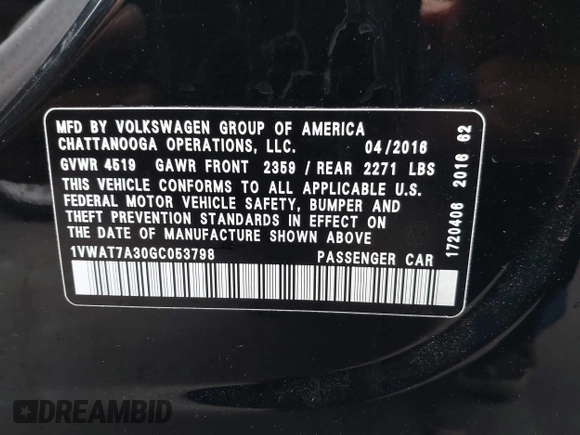 MFD BY VOLKSWAGEN GROUP OF AMERICA
CHATTANOOGA OPERATIONS, LLC. 04/2016
GVWR 4519 GAWR FRONT 2359 / REAR 2271 LBS
THIS VEHICLE CONFORMS TO ALL APPLICABLE U.S.
FEDERAL MOTOR VEHICLE SAFETY, BUMPER AND
THEFT PREVENTION STANDARDS IN EFFECT ON
THE DATE OF MANUFACTURE SHOWN ABOVE
1VWAT7A30GC053798 PASSENGER CAR
1720406 2016 62
DREAMBID